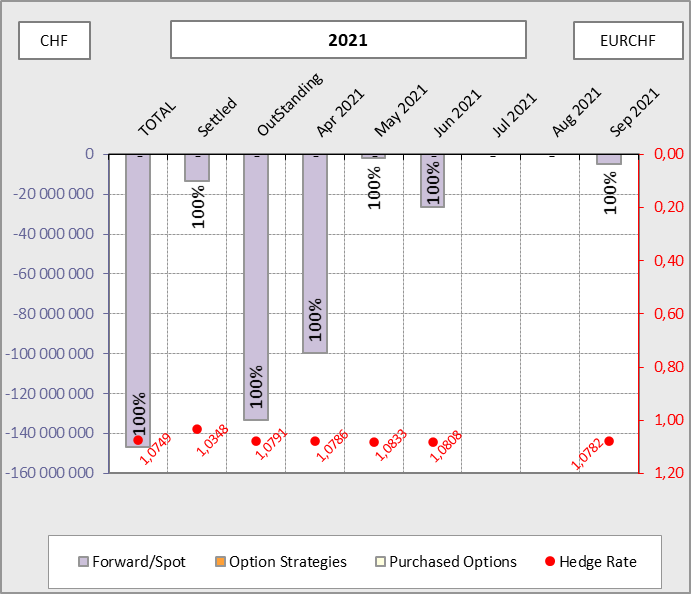 CHF
2021
EURCHF
TOTAL
Settled
OutStanding
Apr 2021
May 2021
Jun 2021
Jul 2021
Aug 2021
Sep 2021
0
-20 000 000
-40 000 000
-60 000 000
-80 000 000
-100 000 000
-120 000 000
-140 000 000
-160 000 000
0,00
0,20
0,40
0,60
0,80
1,00
1,20
100%
100%
100%
100%
100%
100%
100%
1,0749
1,0348
1,0791
1,0786
1,0833
1,0808
1,0782
Forward/Spot
Option Strategies
Purchased Options
Hedge Rate